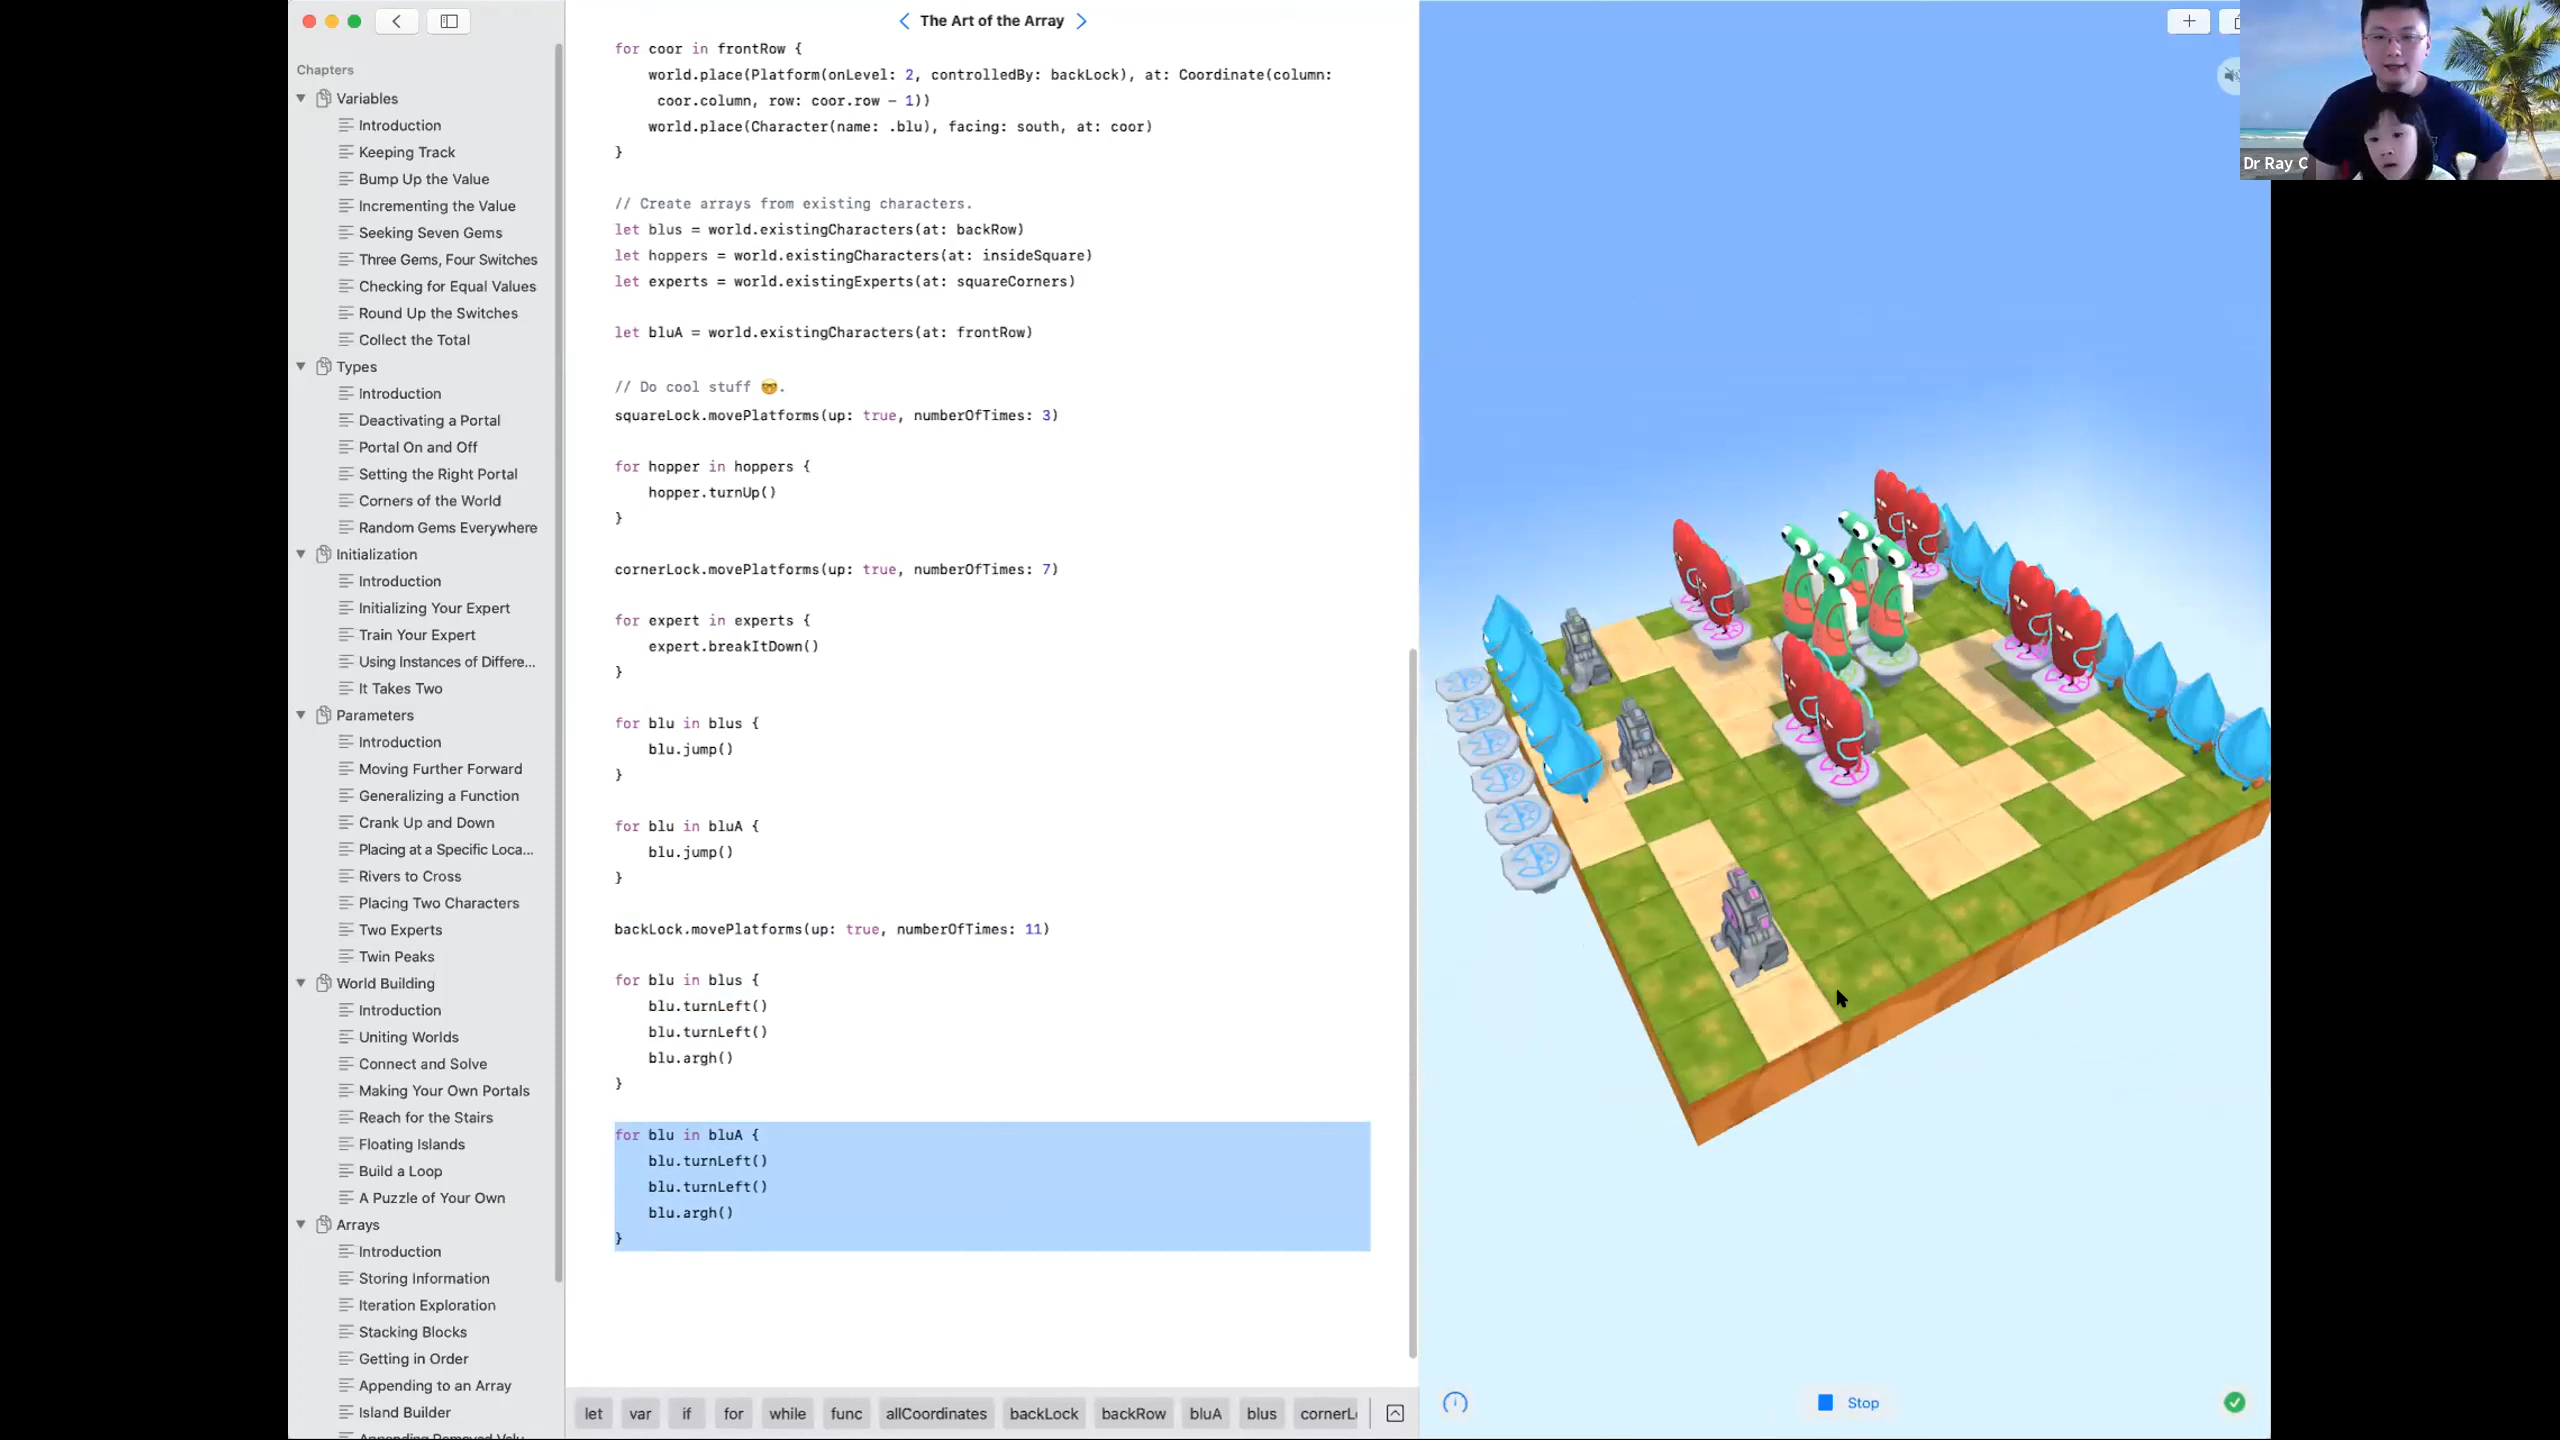 The Art of the Array
Chapters
Variables
Introduction
Keeping Track
Bump Up the Value
Incrementing the Value
Seeking Seven Gems
Three Gems, Four Switches
Checking for Equal Values
Round Up the Switches
Collect the Total
Types
Introduction
Deactivating a Portal
Portal On and Off
Setting the Right Portal
Corners of the World
Random Gems Everywhere
Initialization
Introduction
Initializing Your Expert
Train Your Expert
Using Instances of Differe...
It Takes Two
Parameters
Introduction
Moving Further Forward
Generalizing a Function
Crank Up and Down
Placing at a Specific Loca...
Rivers to Cross
Placing Two Characters
Two Experts
Twin Peaks
World Building
Introduction
Uniting Worlds
Connect and Solve
Making Your Own Portals
Reach for the Stairs
Floating Islands
Build a Loop
A Puzzle of Your Own
Arrays
Introduction
Storing Information
Iteration Exploration
Stacking Blocks
Getting in Order
Appending to an Array
Island Builder
for coor in frontRow {
world.place(Platform(onLevel: 2, controlledBy: backLock), at: Coordinate(column:
coor.column, row: coor.row - 1))
world.place(Character(name: .blu), facing: south, at: coor)
}
// Create arrays from existing characters.
let blus = world.existingCharacters(at: backRow)
let hoppers = world.existingCharacters(at: insideSquare)
let experts = world.existingExperts(at: squareCorners)
let bluA = world.existingCharacters(at: frontRow)
// Do cool stuff 🤓.
squareLock.movePlatforms(up: true, numberOfTimes: 3)
for hopper in hoppers {
hopper.turnUp()
}
cornerLock.movePlatforms(up: true, numberOfTimes: 7)
for expert in experts {
expert.breakItDown()
}
for blu in blus {
blu.jump()
}
for blu in bluA {
blu.jump()
}
backLock.movePlatforms(up: true, numberOfTimes: 11)
for blu in blus {
blu.turnLeft()
blu.turnLeft()
blu.argh()
}
for blu in bluA {
blu.turnLeft()
blu.turnLeft()
blu.argh()
}
let var if for while func allCoordinates backLock backRow bluA blus cornerL
Stop
Dr Ray C